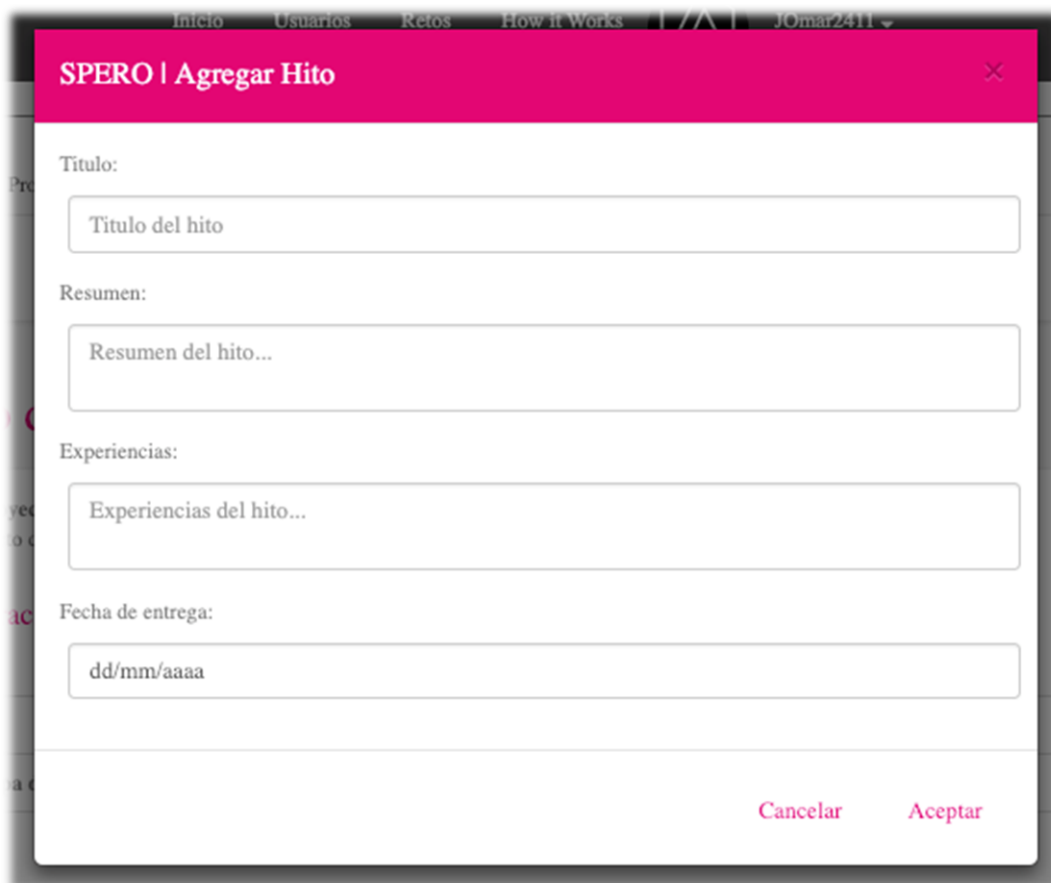 Inicio Usuarios Retos How it Works JOmar2411
SPERO | Agregar Hito
×
Titulo:
Titulo del hito
Resumen:
Resumen del hito...
Experiencias:
Experiencias del hito...
Fecha de entrega:
dd/mm/aaaa
Cancelar Aceptar